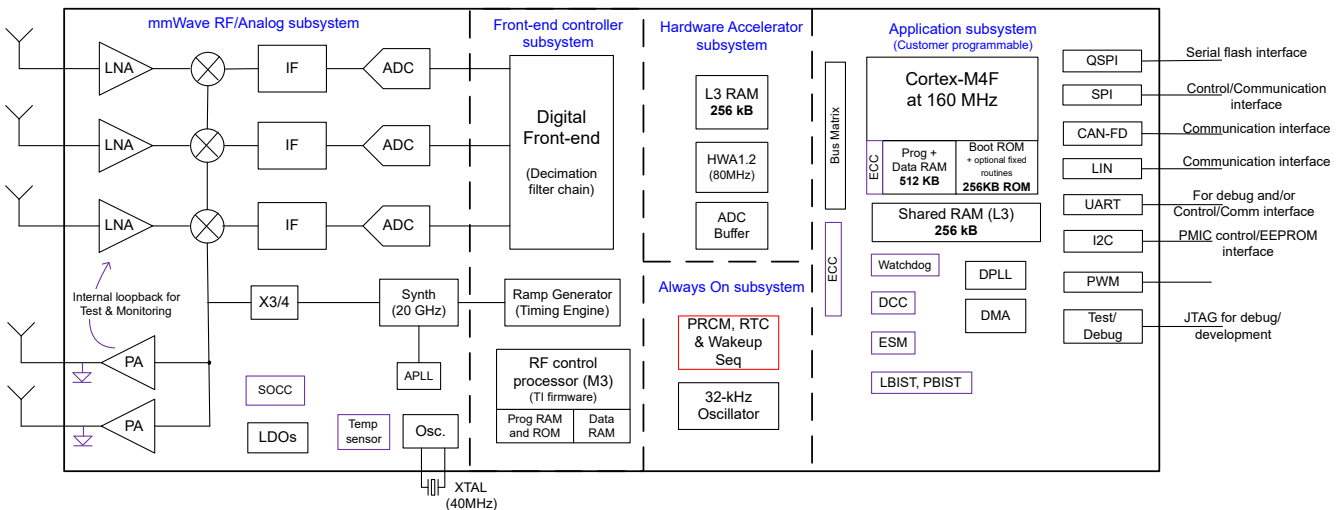 mmWave RF/Analog subsystem
LNA
IF
ADC
LNA
IF
ADC
LNA
IF
ADC
Internal loopback for
Test & Monitoring
X3/4
Synth
(20 GHz)
PA
APLL
SOCC
PA
LDOs
Temp
sensor
Osc.
XTAL
(40MHz)
Front-end controller
subsystem
Digital
Front-end
(Decimation
filter chain)
Ramp Generator
(Timing Engine)
RF control
processor (M3)
(TI firmware)
Prog RAM
and ROM
Data
RAM
Hardware Accelerator
subsystem
L3 RAM
256 kB
HWA1.2
(80MHz)
ADC
Buffer
Always On subsystem
PRCM, RTC
& Wakeup
Seq
32-kHz
Oscillator
Application subsystem
(Customer programmable)
Bus Matrix
Cortex-M4F
at 160 MHz
ECC
Prog +
Data RAM
512 KB
Boot ROM
+ optional fixed
routines
256KB ROM
Shared RAM (L3)
256 kB
ECC
Watchdog
DPLL
DCC
DMA
ESM
LBIST, PBIST
QSPI
Serial flash interface
SPI
Control/Communication
interface
CAN-FD
Communication interface
LIN
Communication interface
UART
For debug and/or
Control/Comm interface
I2C
PMIC control/EEPROM
interface
PWM
Test/
Debug
JTAG for debug/
development